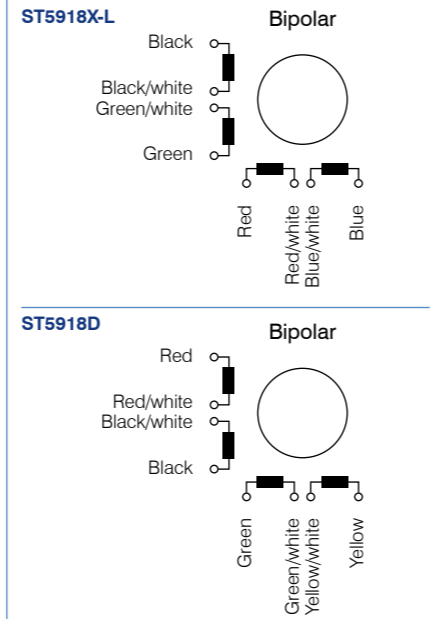 ST5918X-L
Bipolar
Black
Black/white
Green/white
Green
Red
Red/white
Blue/white
Blue
ST5918D
Bipolar
Red
Red/white
Black/white
Black
Green
Green/white
Yellow/white
Yellow